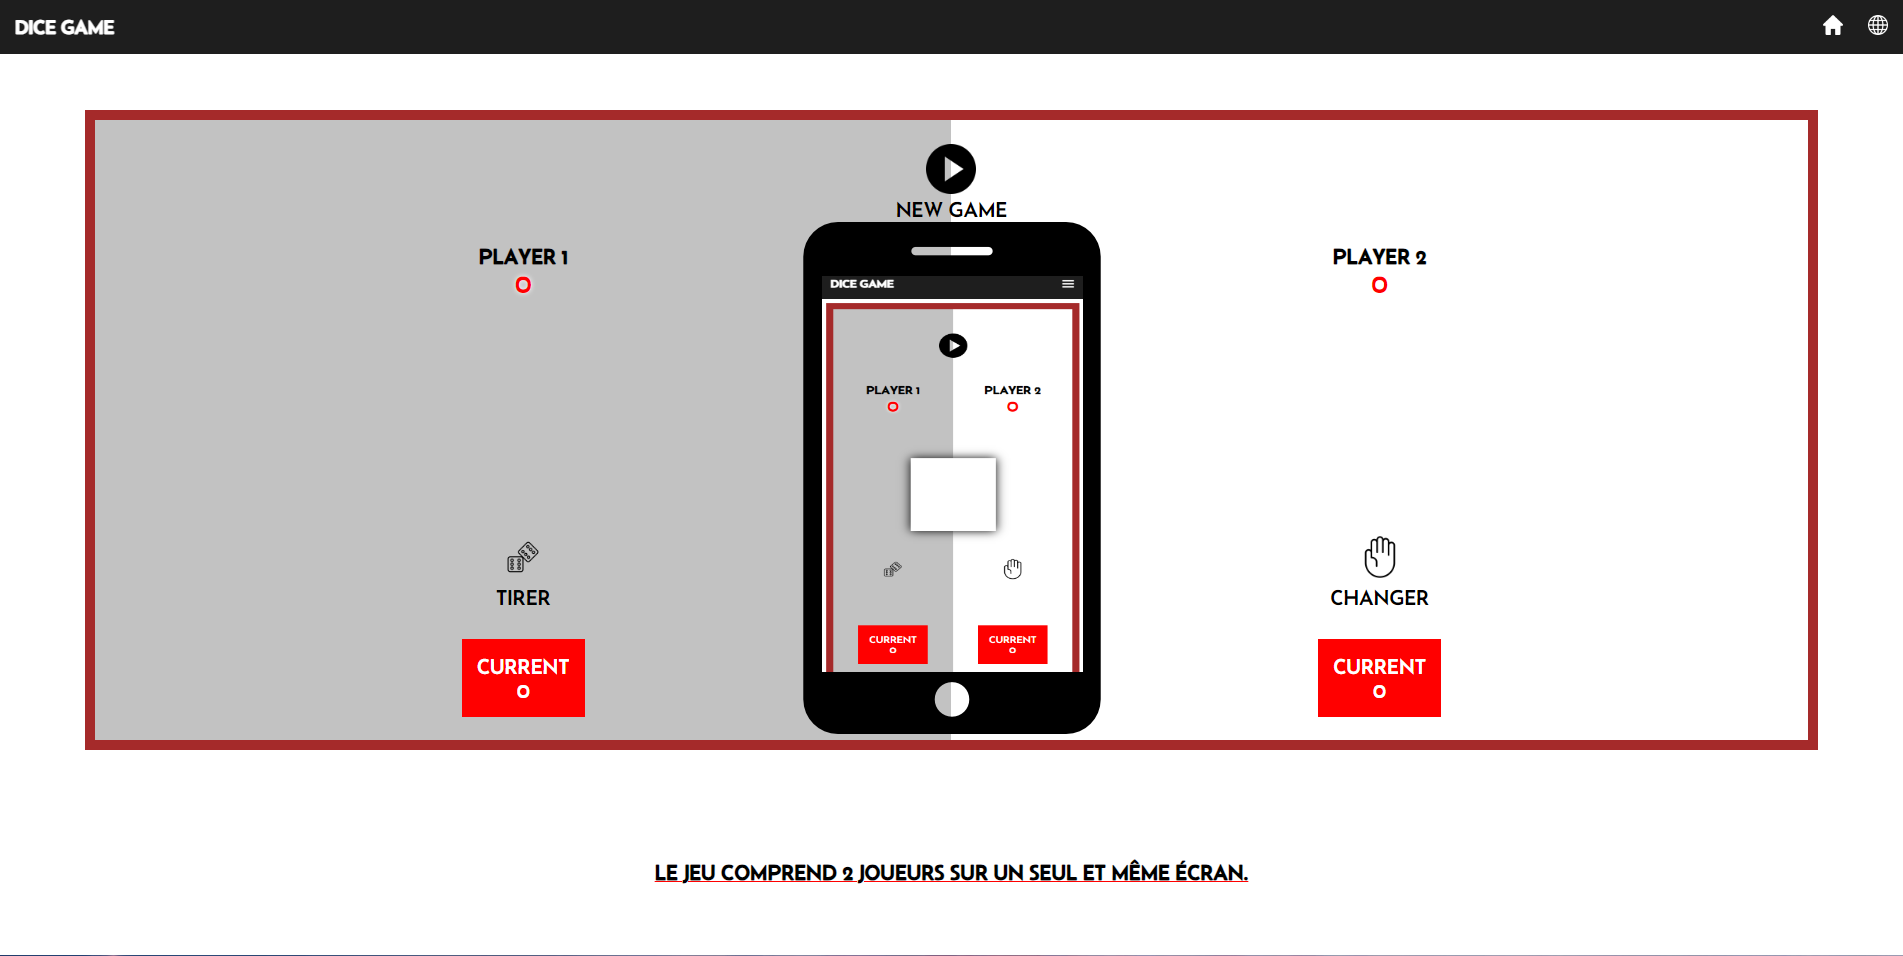 DICE GAME
NEW GAME
PLAYER 1
0
PLAYER 2
0
DICE GAME
PLAYER 1
0
PLAYER 2
0
CURRENT
0
CURRENT
0
TIRER
CHANGER
CURRENT
0
CURRENT
0
LE JEU COMPREND 2 JOUEURS SUR UN SEUL ET MÊME ÉCRAN.